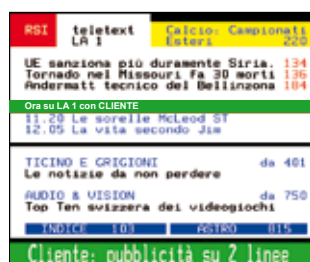 RSI teletext Calcio: Campionati
LA 1 Esteri 220
UE sanziona più duramente Siria. 134
Tornado nel Missouri fa 30 morti 136
Andermatt tecnico del Bellinzona 184
Ora su LA 1 con CLIENTE
11.20 Le sorelle McLeod ST
12.05 La vita secondo Jim
TICINO E GRIGIONI da 401
Le notizie da non perdere
AUDIO & VISION da 750
Top Ten svizzera dei videogiochi
INDICE 103 ASTRO 815
Cliente: pubblicità su 2 linee